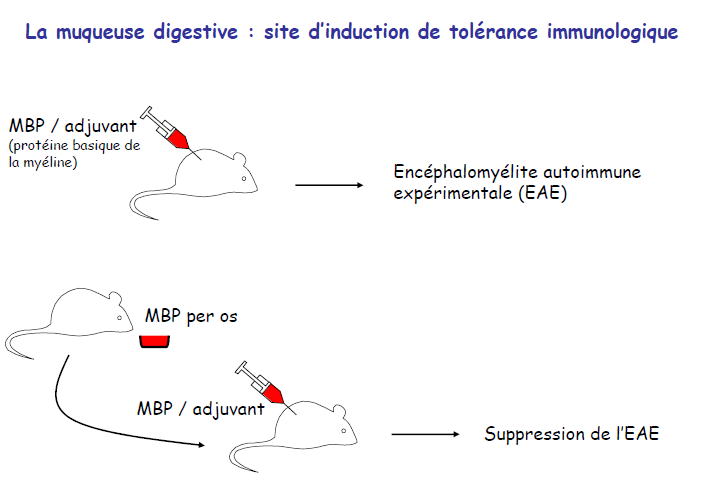 La muqueuse digestive : site d'induction de tolérance immunologique
MBP / adjuvant
(protéine basique de
la myéline)
Encéphalomyélite autoimmune
expérimentale (EAE)
MBP per os
MBP / adjuvant
Suppression de l'EAE